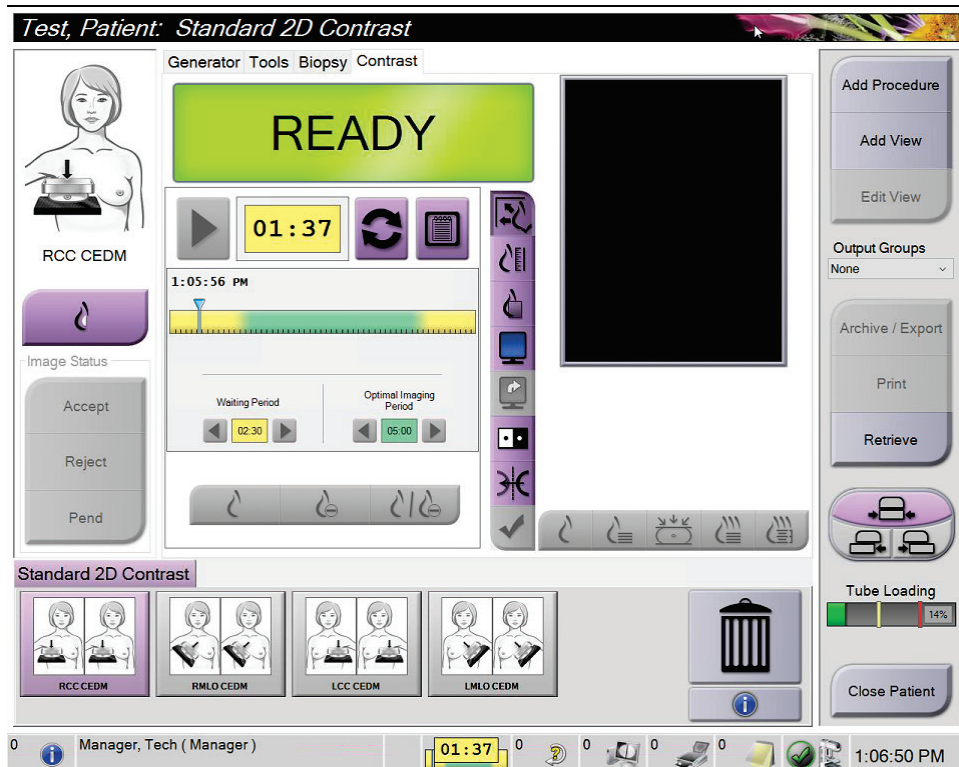 Test, Patient: Standard 2D Contrast
Generator Tools Biopsy Contrast
READY
RCC CEDM
01:37
1:05:56 PM
Waiting Period
02:30
Optimal Imaging
Period
05:00
Image Status
Accept
Reject
Pend
Add Procedure
Add View
Edit View
Output Groups
None
Archive / Export
Print
Retrieve
Tube Loading
14%
Close Patient
Standard 2D Contrast
RCC CEDM
RMLO CEDM
LCC CEDM
LMLO CEDM
0
Manager, Tech ( Manager )
01:37
0
0
0
0
1:06:50 PM